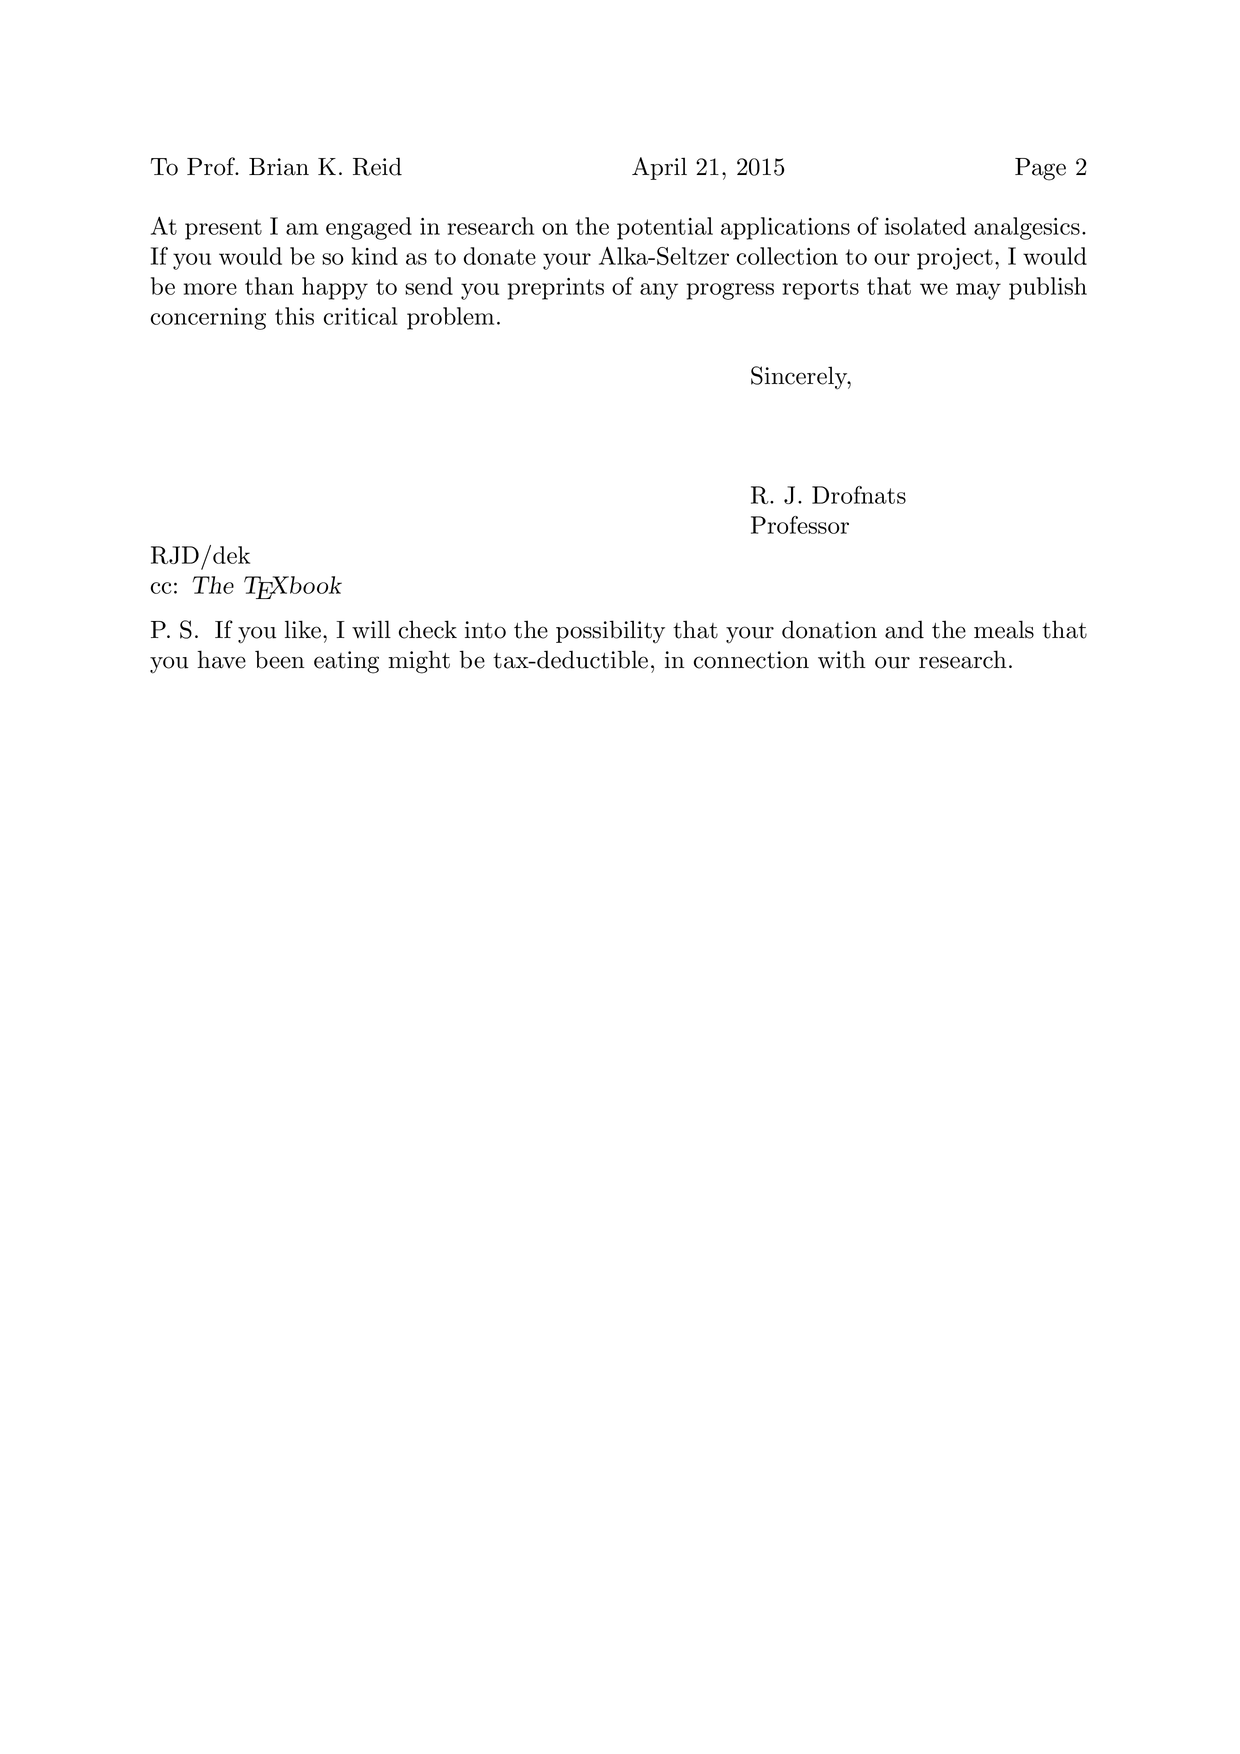 To Prof. Brian K. Reid April 21, 2015 Page 2
At present I am engaged in research on the potential applications of isolated analgesics.
If you would be so kind as to donate your Alka-Seltzer collection to our project, I would
be more than happy to send you preprints of any progress reports that we may publish
concerning this critical problem.
Sincerely,
R. J. Drofnats
Professor
RJD/dek
cc: The TEXbook
P. S. If you like, I will check into the possibility that your donation and the meals that
you have been eating might be tax-deductible, in connection with our research.